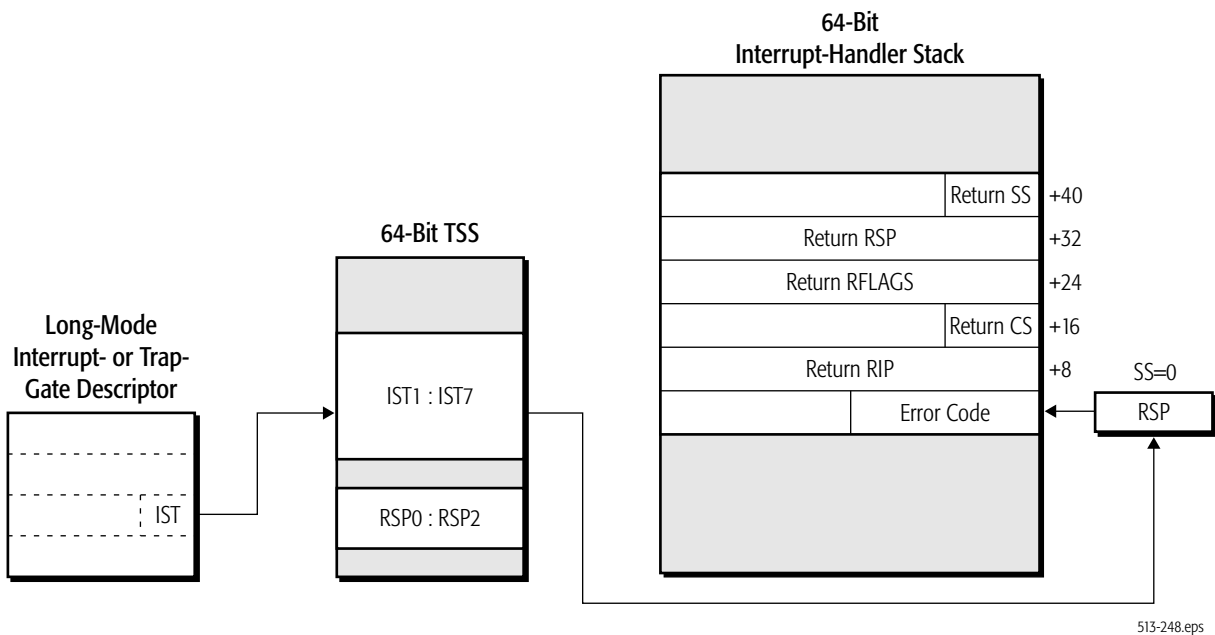 64-Bit
Interrupt-Handler Stack
Return SS +40
64-Bit TSS
Return RSP +32
Return RFLAGS +24
Long-Mode
Interrupt- or Trap-
Gate Descriptor
Return CS +16
Return RIP +8
SS=0
IST1 : IST7
Error Code
RSP
IST
RSP0 : RSP2
513-248.eps